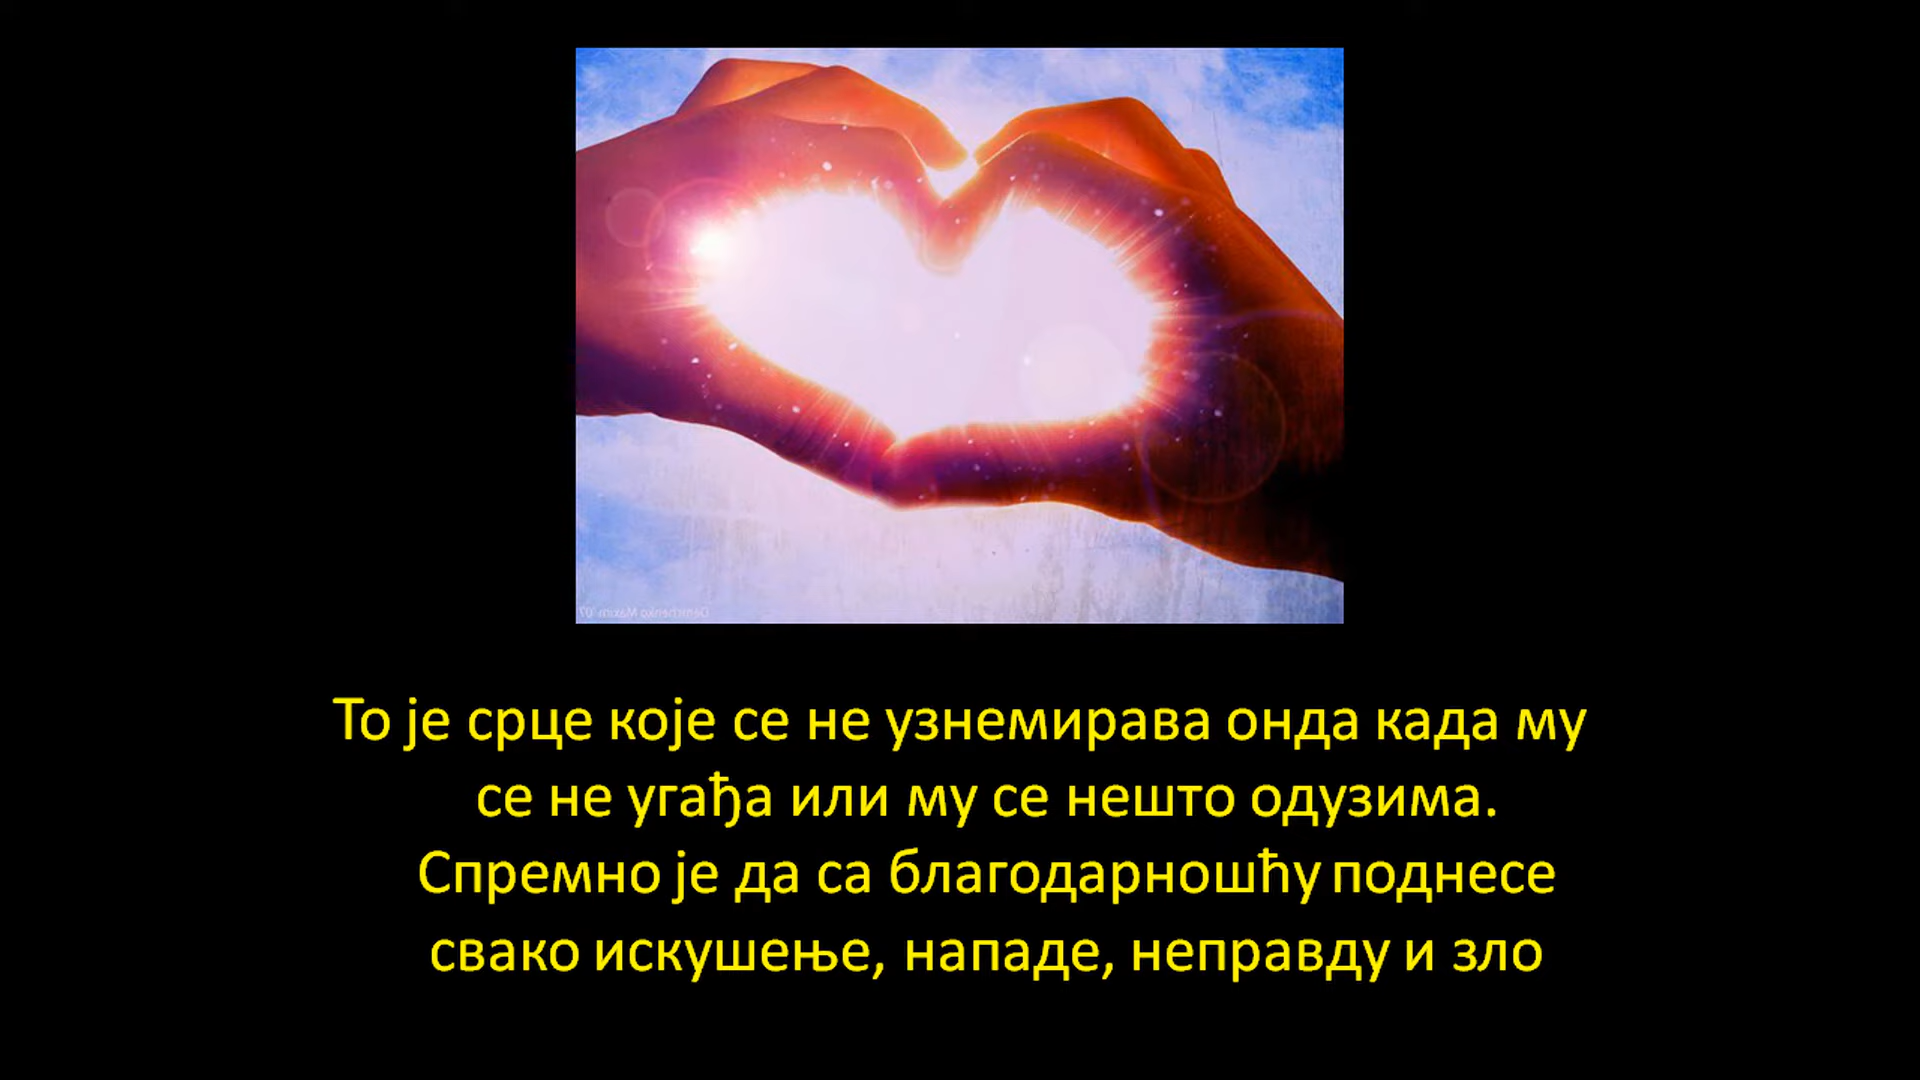 То је срце које се не узнемирава онда када му
се не угађа или му се нешто одузима.
Спремно је да са благодарношћу поднесе
свако искушење, нападе, неправду и зло